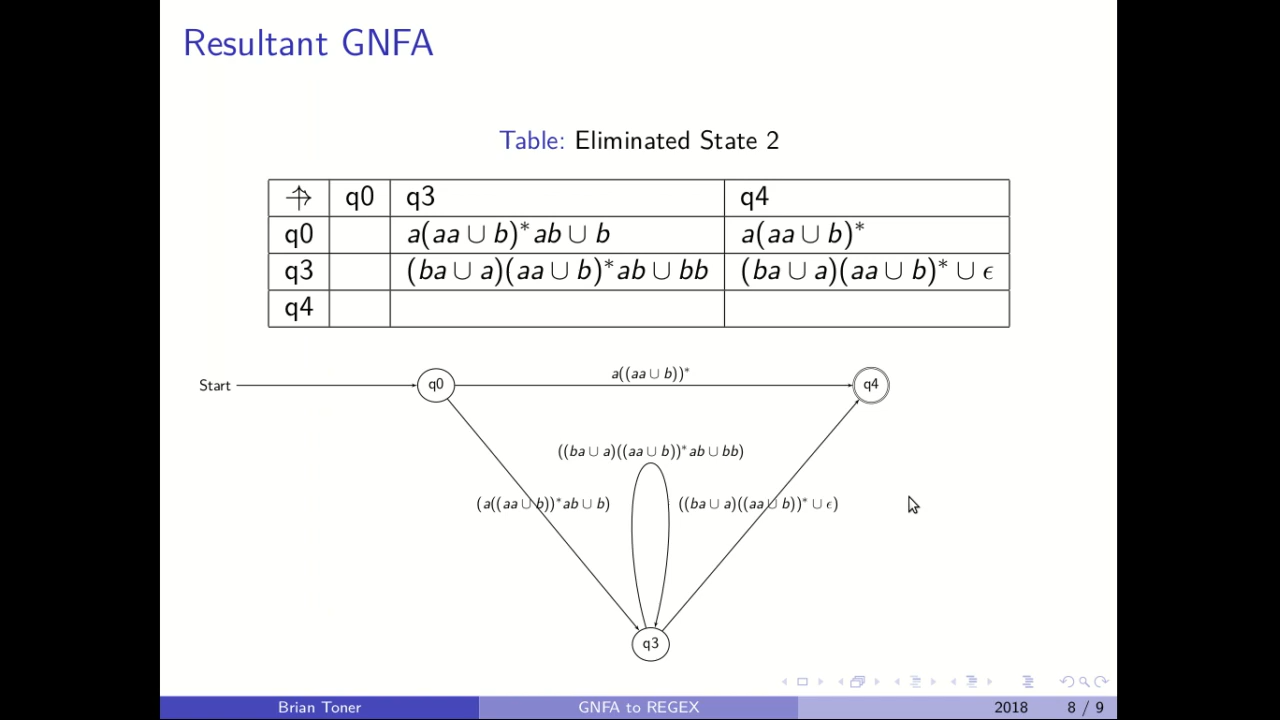 Resultant GNFA
Table: Eliminated State 2
q0 q3 q4
q0 a(aa ∪ b)*ab ∪ b a(aa ∪ b)*
q3 (ba ∪ a)(aa ∪ b)*ab ∪ bb (ba ∪ a)(aa ∪ b)* ∪ ϵ
q4
a((aa ∪ b))*
Start q0 q4
((ba ∪ a)((aa ∪ b))*ab ∪ bb)
(a((aa ∪ b))*ab ∪ b) ((ba ∪ a)((aa ∪ b))* ∪ ϵ)
q3
Brian Toner GNFA to REGEX 2018 8 / 9